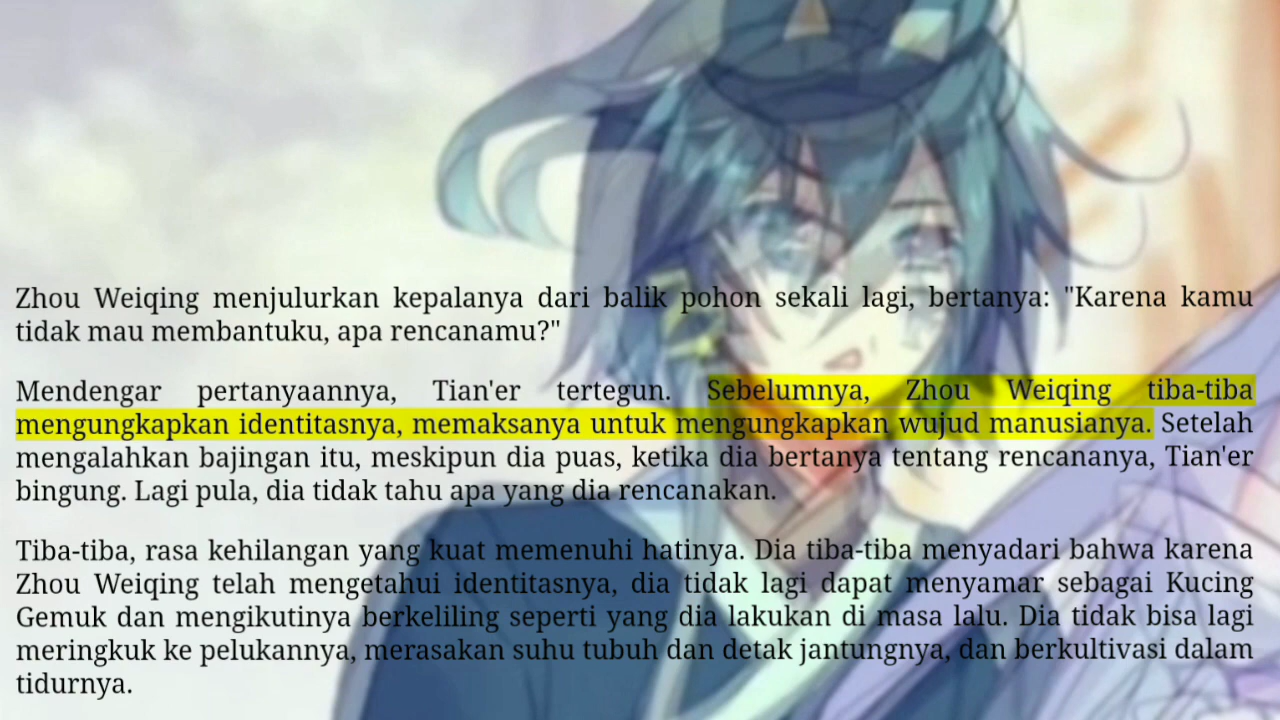 Zhou Weiqing menjulurkan kepalanya dari balik pohon sekali lagi, bertanya: "Karena kamu
tidak mau membantuku, apa rencanamu?"
Mendengar pertanyaannya, Tian'er tertegun. Sebelumnya, Zhou Weiqing tiba-tiba
mengungkapkan identitasnya, memaksanya untuk mengungkapkan wujud manusianya. Setelah
mengalahkan bajingan itu, meskipun dia puas, ketika dia bertanya tentang rencananya, Tian'er
bingung. Lagi pula, dia tidak tahu apa yang dia rencanakan.
Tiba-tiba, rasa kehilangan yang kuat memenuhi hatinya. Dia tiba-tiba menyadari bahwa karena
Zhou Weiqing telah mengetahui identitasnya, dia tidak lagi dapat menyamar sebagai Kucing
Gemuk dan mengikutinya berkeliling seperti yang dia lakukan di masa lalu. Dia tidak bisa lagi
meringkuk ke pelukannya, merasakan suhu tubuh dan detak jantungnya, dan berkultivasi dalam
tidurnya.